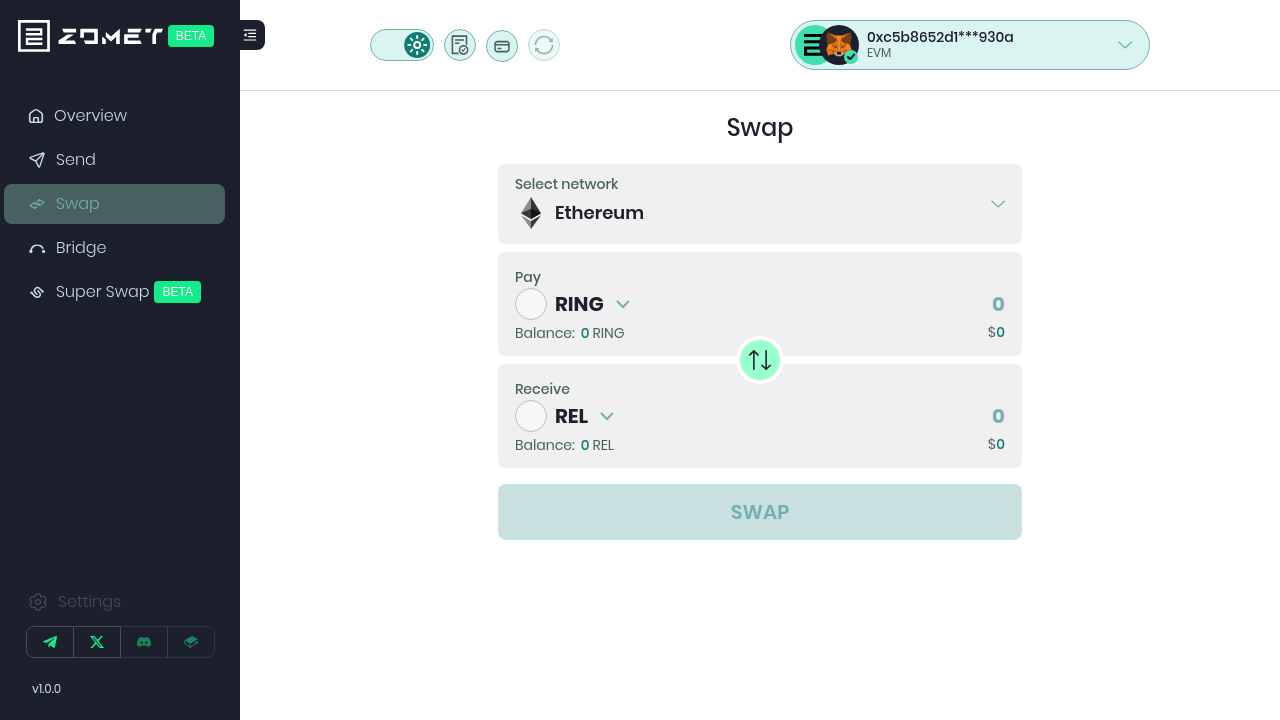 ZOMET BETA
0xc5b8652d1***930a
EVM
Overview
Send
Swap
Bridge
Super Swap BETA
Settings
v1.0.0
Swap
Select network
Ethereum
Pay
RING 0
Balance: 0 RING $0
Receive
REL 0
Balance: 0 REL $0
SWAP